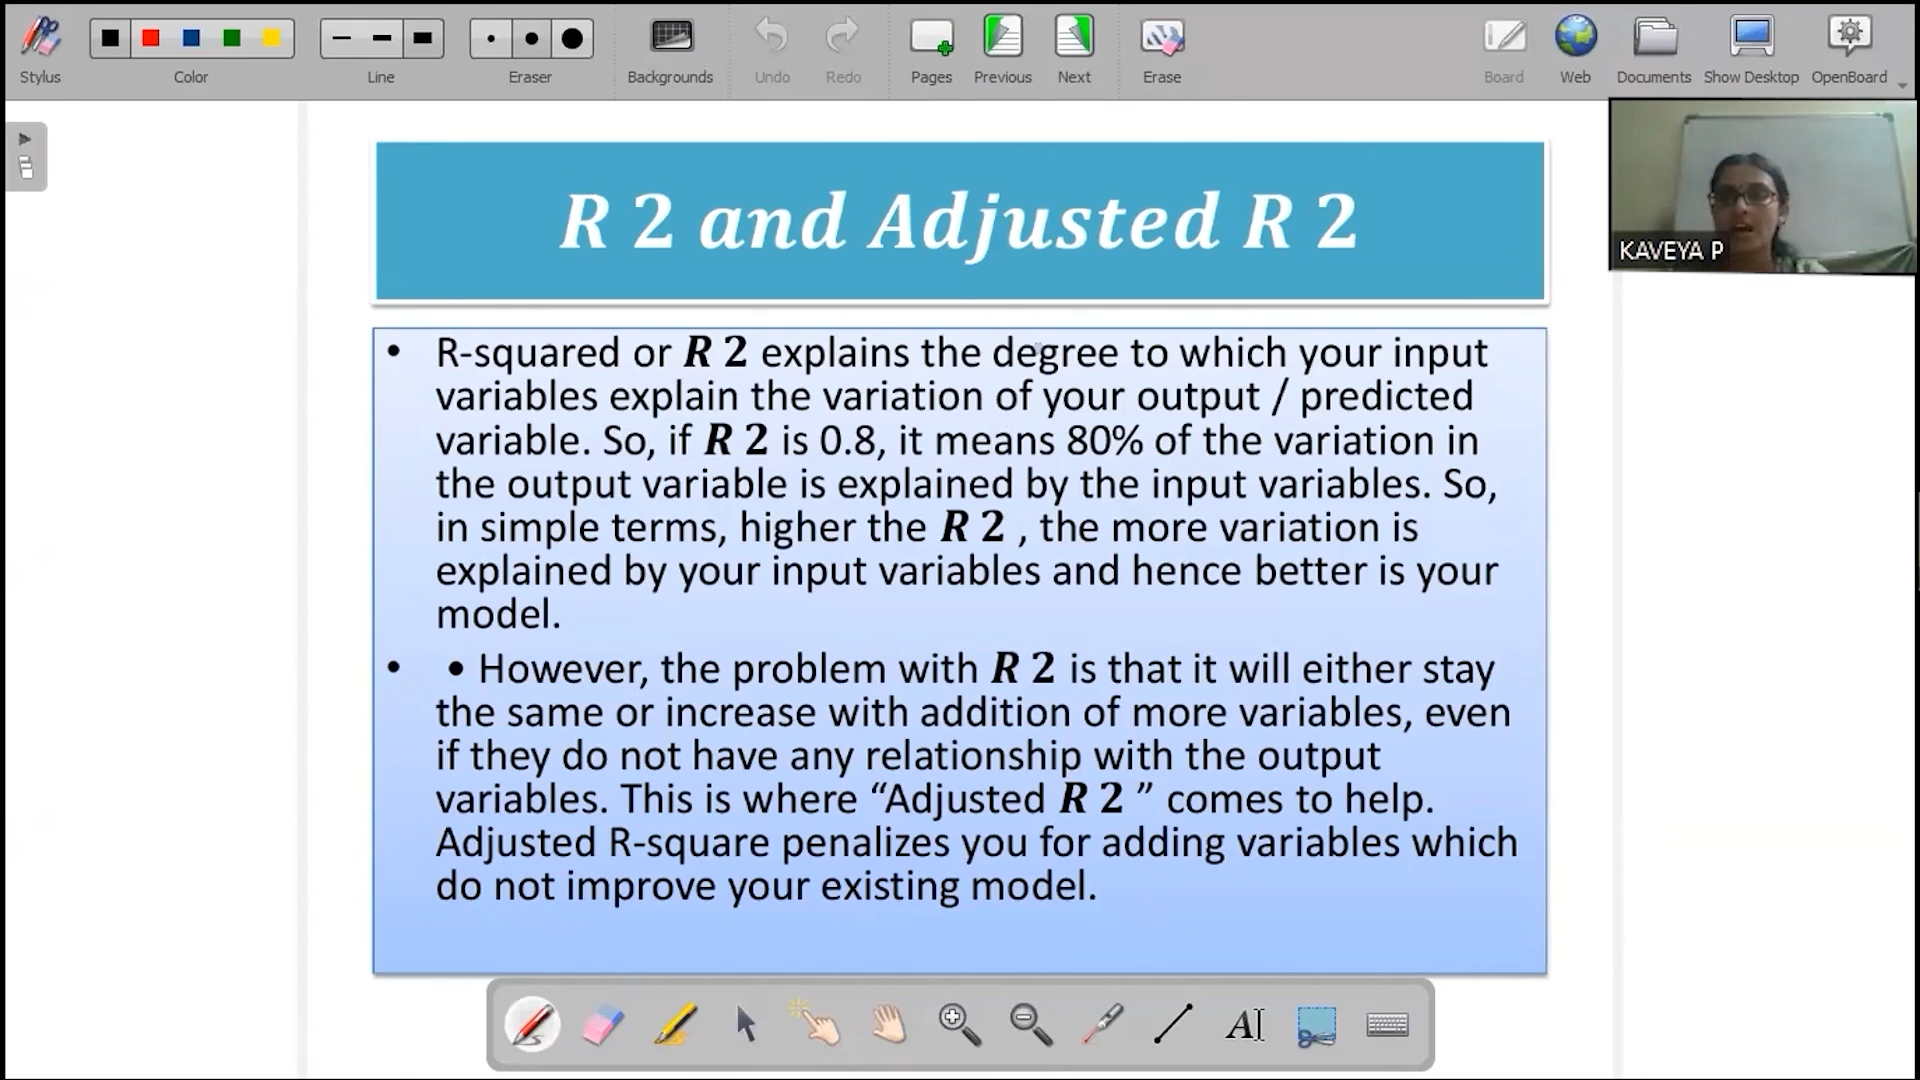 Stylus
Color
Line
Eraser
Backgrounds
Undo
Redo
Pages
Previous
Next
Erase
Board
Web
Documents
Show Desktop
OpenBoard
KAVEYA P
R 2 and Adjusted R 2
• R-squared or R 2 explains the degree to which your input
variables explain the variation of your output / predicted
variable. So, if R 2 is 0.8, it means 80% of the variation in
the output variable is explained by the input variables. So,
in simple terms, higher the R 2 , the more variation is
explained by your input variables and hence better is your
model.
• • However, the problem with R 2 is that it will either stay
the same or increase with addition of more variables, even
if they do not have any relationship with the output
variables. This is where “Adjusted R 2 ” comes to help.
Adjusted R-square penalizes you for adding variables which
do not improve your existing model.
AI